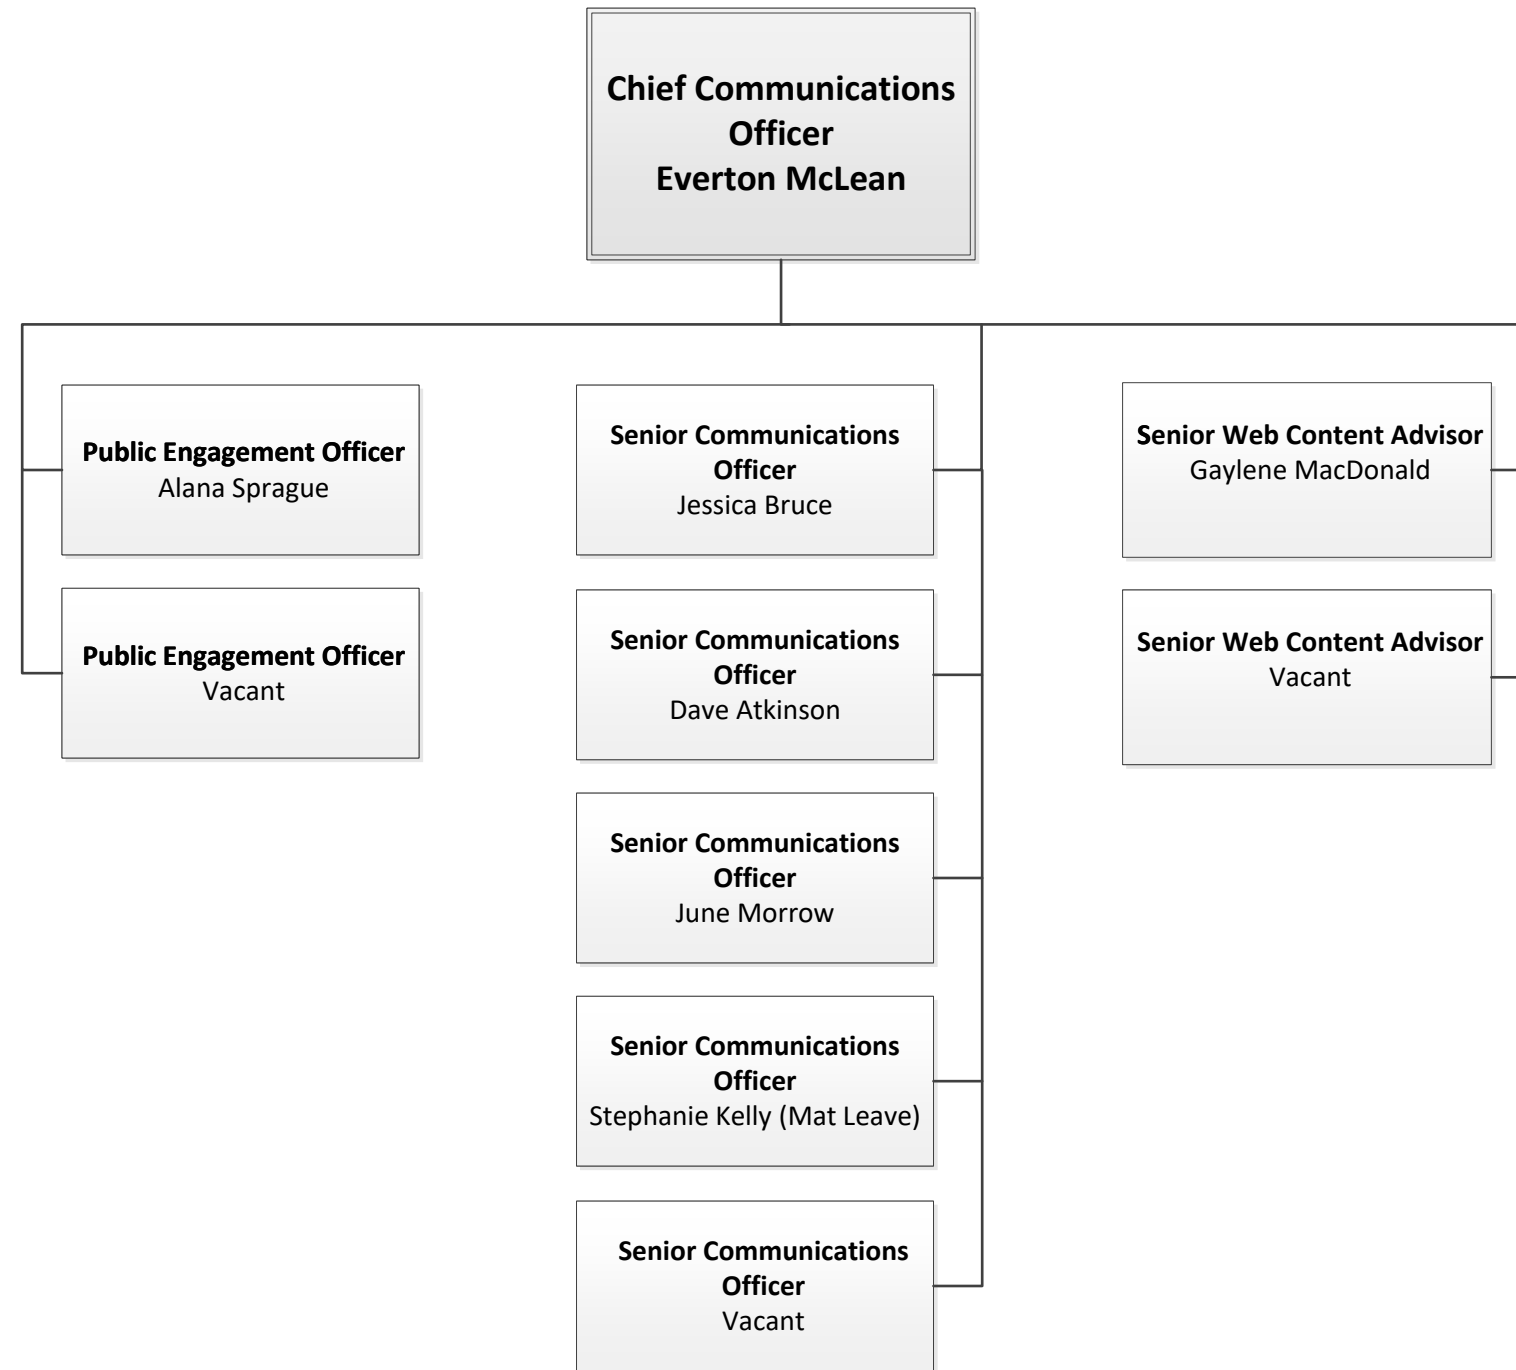 Chief Communications
Officer
Everton McLean
Public Engagement Officer
Alana Sprague
Public Engagement Officer
Vacant
Senior Communications
Officer
Jessica Bruce
Senior Communications
Officer
Dave Atkinson
Senior Communications
Officer
June Morrow
Senior Communications
Officer
Stephanie Kelly (Mat Leave)
Senior Communications
Officer
Vacant
Senior Web Content Advisor
Gaylene MacDonald
Senior Web Content Advisor
Vacant